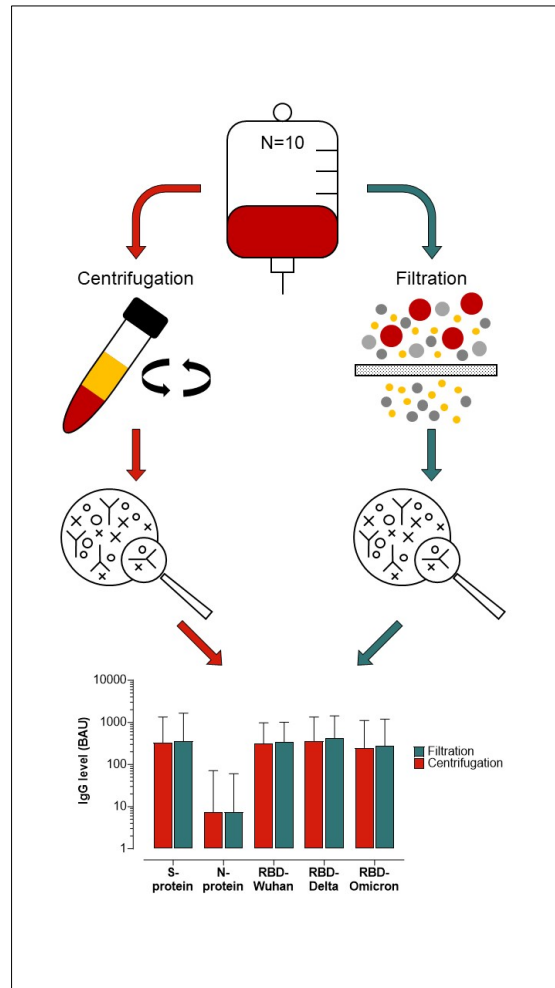 N=10
Centrifugation
Filtration
IgG level (BAU)
10000
1000
100
10
1
Filtration
Centrifugation
S-
protein
N-
protein
RBD-
Wuhan
RBD-
Delta
RBD-
Omicron